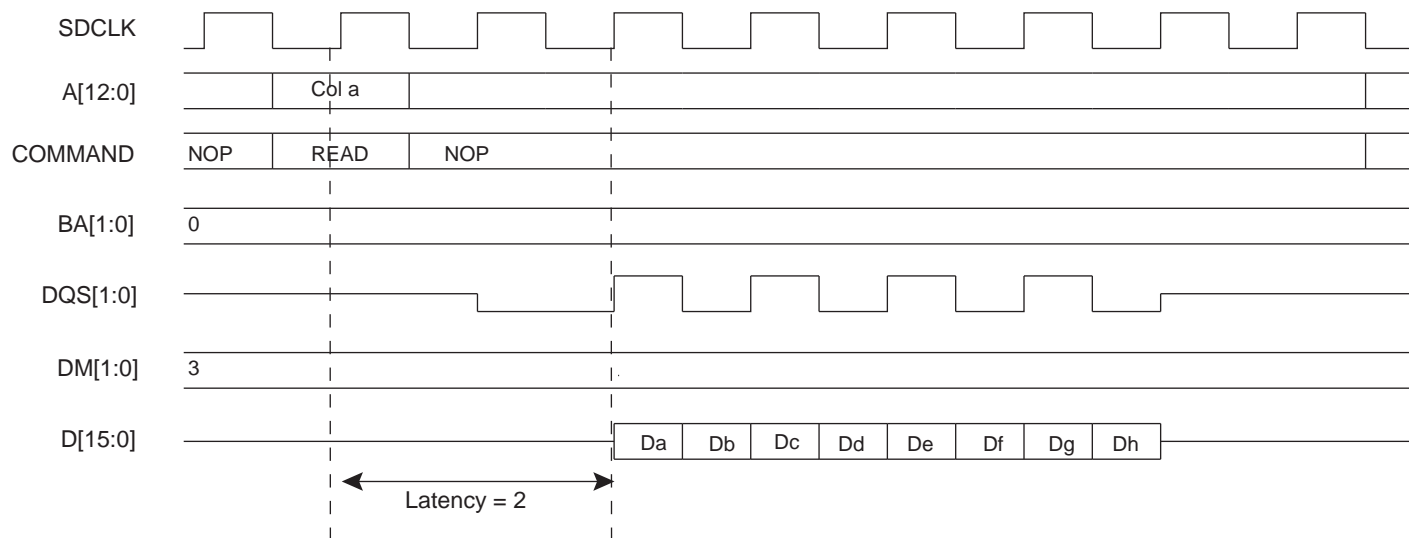 SDCLK
A[12:0] Col a
COMMAND NOP READ NOP
BA[1:0] 0
DQS[1:0]
DM[1:0] 3
D[15:0] Da Db Dc Dd De Df Dg Dh
Latency = 2